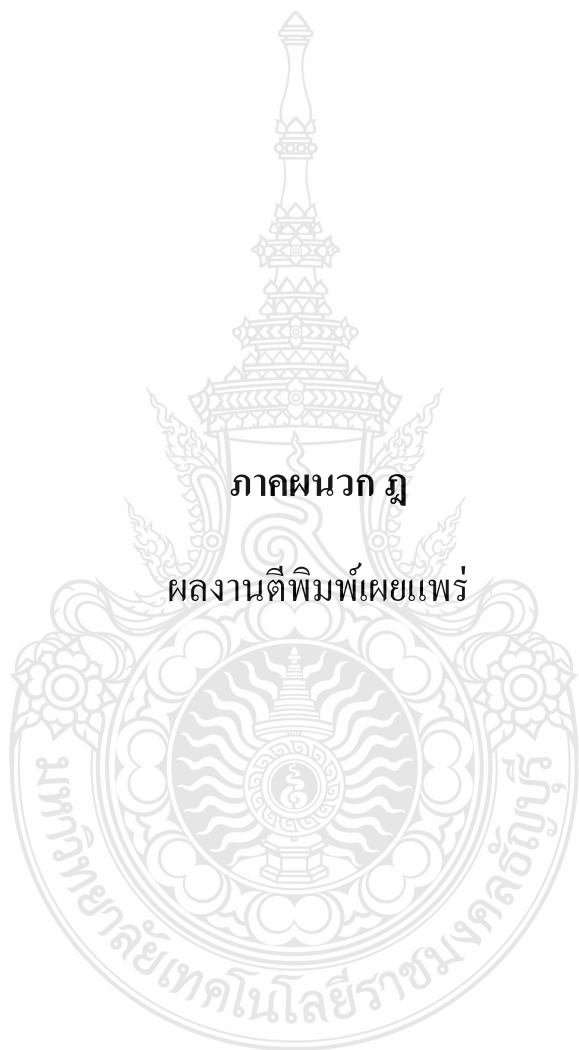 ภาคผนวก ฎ
ผลงานตีพิมพ์เผยแพร่
มหาวิทยาลัยเทคโนโลยีราชมงคลธัญบุรี